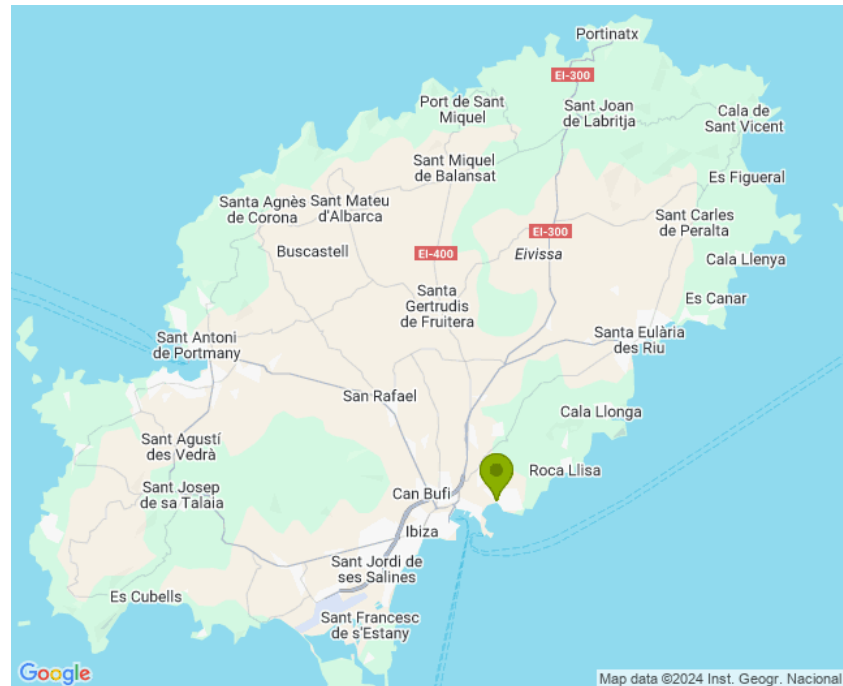 Portinatx
EI-300
Port de Sant
Miquel
Sant Joan
de Labritja
Cala de
Sant Vicent
Sant Miquel
de Balansat
Es Figueral
Santa Agnès
de Corona
Sant Mateu
d'Albarca
Sant Carles
de Peralta
EI-300
Buscastell
EI-400
Eivissa
Cala Llenya
Santa
Gertrudis
de Fruitera
Es Canar
Sant Antoni
de Portmany
Santa Eulària
des Riu
San Rafael
Cala Llonga
Sant Agustí
des Vedrà
Roca Llisa
Sant Josep
de sa Talaia
Can Bufi
Ibiza
Sant Jordi de
ses Salines
Es Cubells
Sant Francesc
de s'Estany
Google
Map data ©2024 Inst. Geogr. Nacional